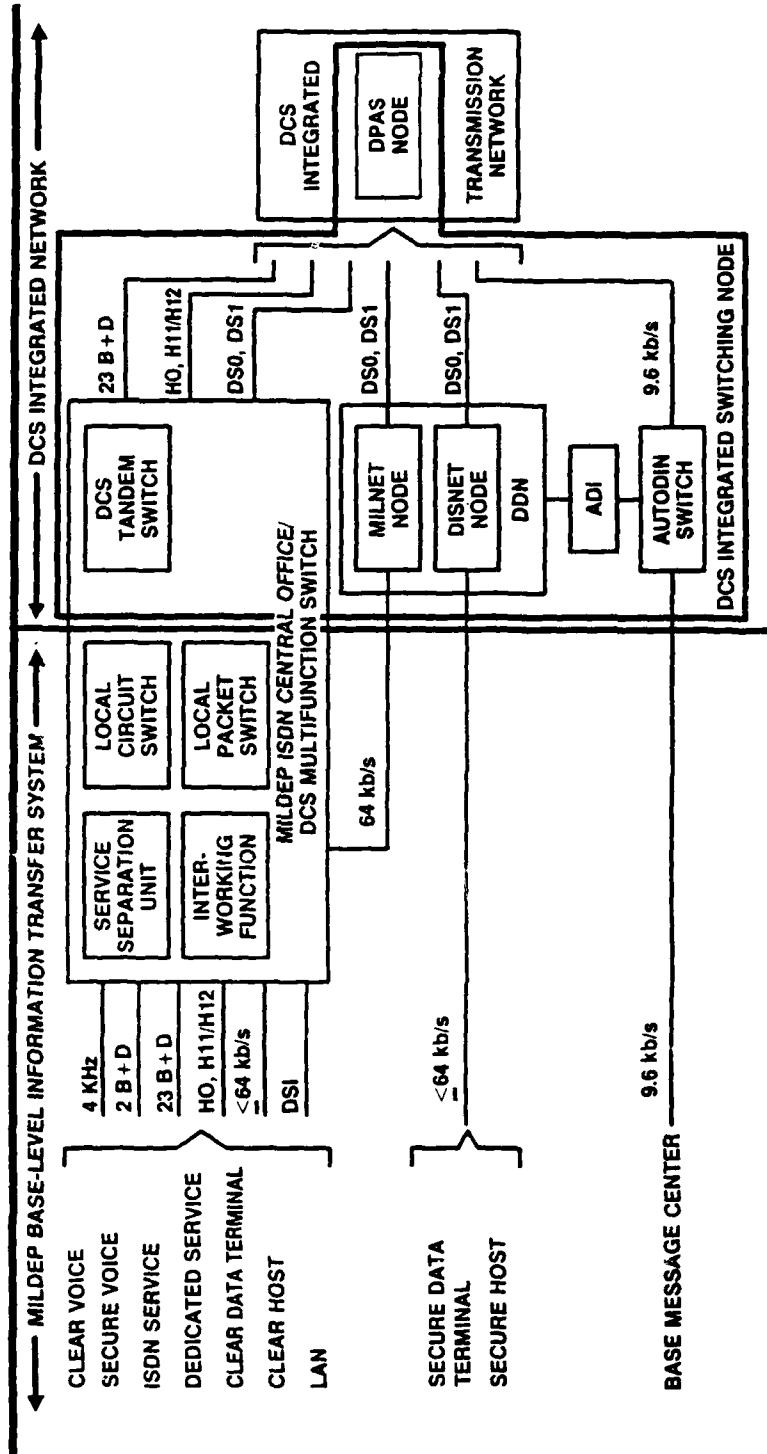 MILDEP BASE-LEVEL INFORMATION TRANSFER SYSTEM
DCS INTEGRATED NETWORK
CLEAR VOICE
SECURE VOICE
ISDN SERVICE
DEDICATED SERVICE
CLEAR DATA TERMINAL
CLEAR HOST
LAN
4 KHz
2 B + D
23 B + D
HO, H11/H12
<64 kb/s
DSI
SERVICE
SEPARATION
UNIT
LOCAL
CIRCUIT
SWITCH
INTER-
WORKING
FUNCTION
LOCAL
PACKET
SWITCH
MILDEP ISDN CENTRAL OFFICE/
DCS MULTIFUNCTION SWITCH
DCS
TANDEM
SWITCH
23 B + D
HO, H11/H12
DS0, DS1
DCS
INTEGRATED
DPAS
NODE
TRANSMISSION
NETWORK
64 kb/s
MILNET
NODE
DS0, DS1
SECURE DATA
TERMINAL
SECURE HOST
<64 kb/s
DISNET
NODE
DDN
DS0, DS1
ADI
BASE MESSAGE CENTER
9.6 kb/s
AUTODIN
SWITCH
9.6 kb/s
DCS INTEGRATED SWITCHING NODE